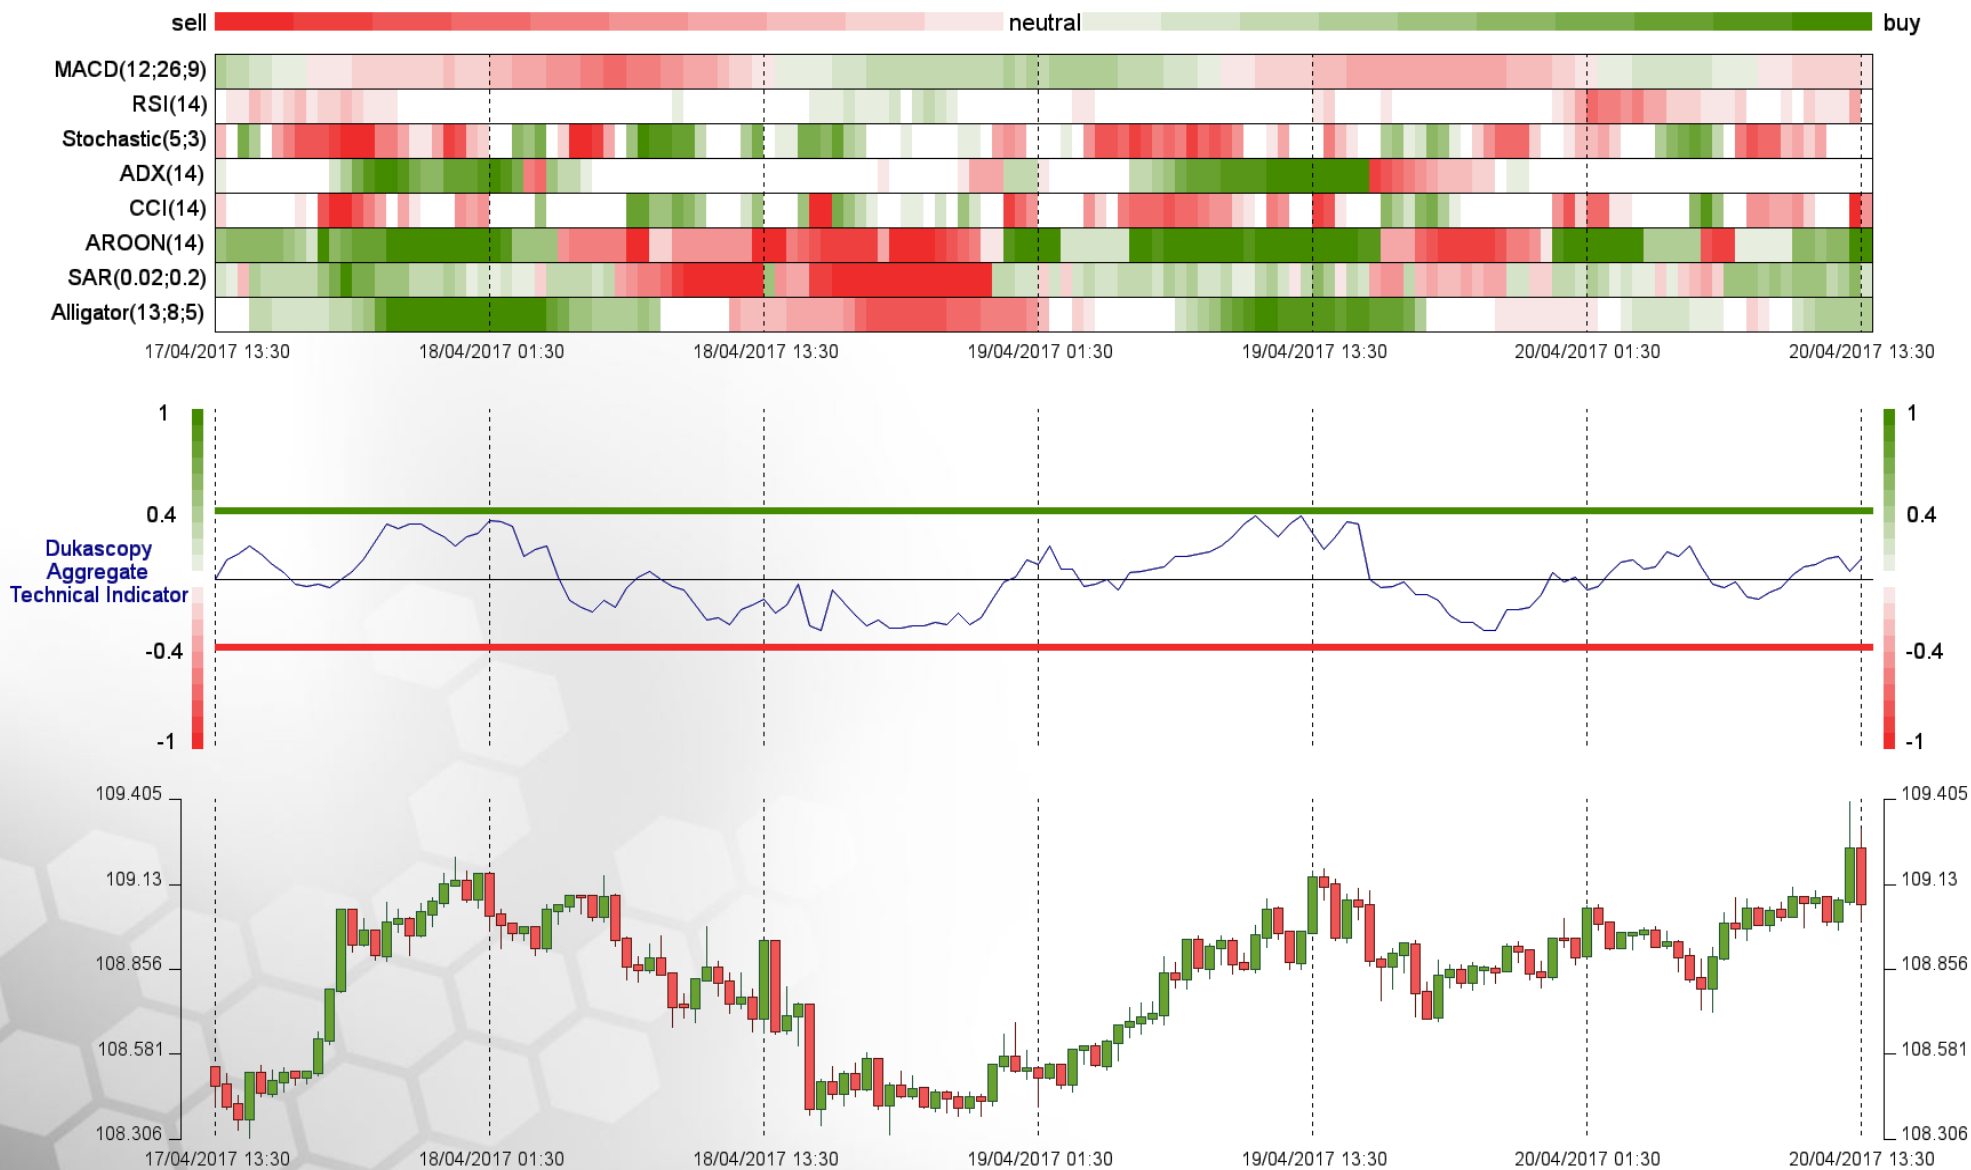 sell neutral buy
MACD(12;26;9)
RSI(14)
Stochastic(5;3)
ADX(14)
CCI(14)
AROON(14)
SAR(0.02;0.2)
Alligator(13;8;5)
17/04/2017 13:30 18/04/2017 01:30 18/04/2017 13:30 19/04/2017 01:30 19/04/2017 13:30 20/04/2017 01:30 20/04/2017 13:30
1 1
0.4 0.4
Dukascopy
Aggregate
Technical Indicator
-0.4 -0.4
-1 -1
109.405 109.405
109.13 109.13
108.856 108.856
108.581 108.581
108.306 108.306
17/04/2017 13:30 18/04/2017 01:30 18/04/2017 13:30 19/04/2017 01:30 19/04/2017 13:30 20/04/2017 01:30 20/04/2017 13:30